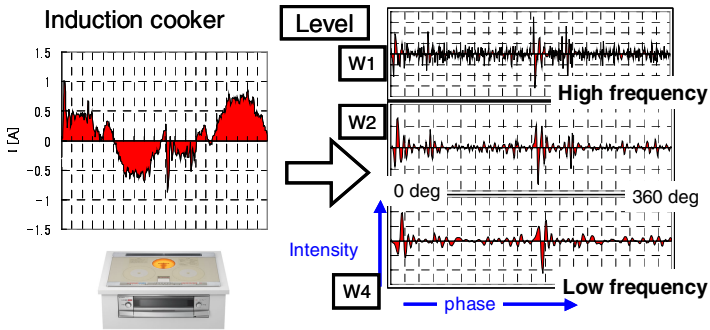 Induction cooker
Level
1.5
1
0.5
0
-0.5
-1
-1.5
I [A]
W1
High frequency
W2
0 deg
360 deg
Intensity
W4
Low frequency
phase